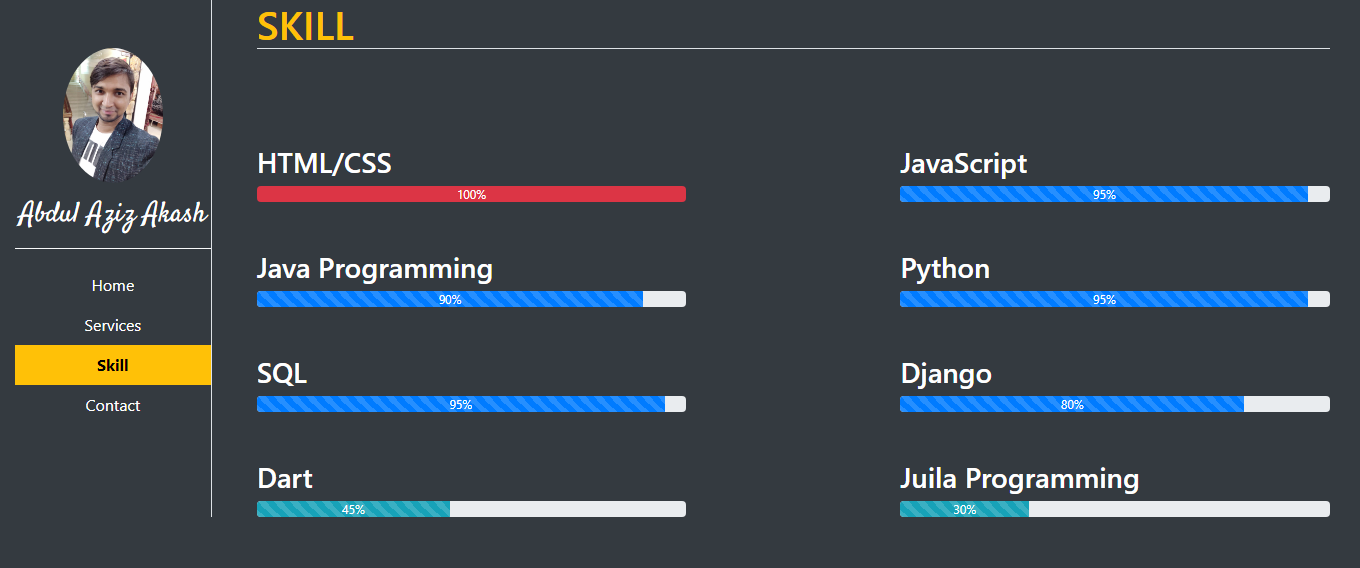 SKILL
Abdul Aziz Akash
Home
Services
Skill
Contact
HTML/CSS
100%
JavaScript
95%
Java Programming
90%
Python
95%
SQL
95%
Django
80%
Dart
45%
Juila Programming
30%